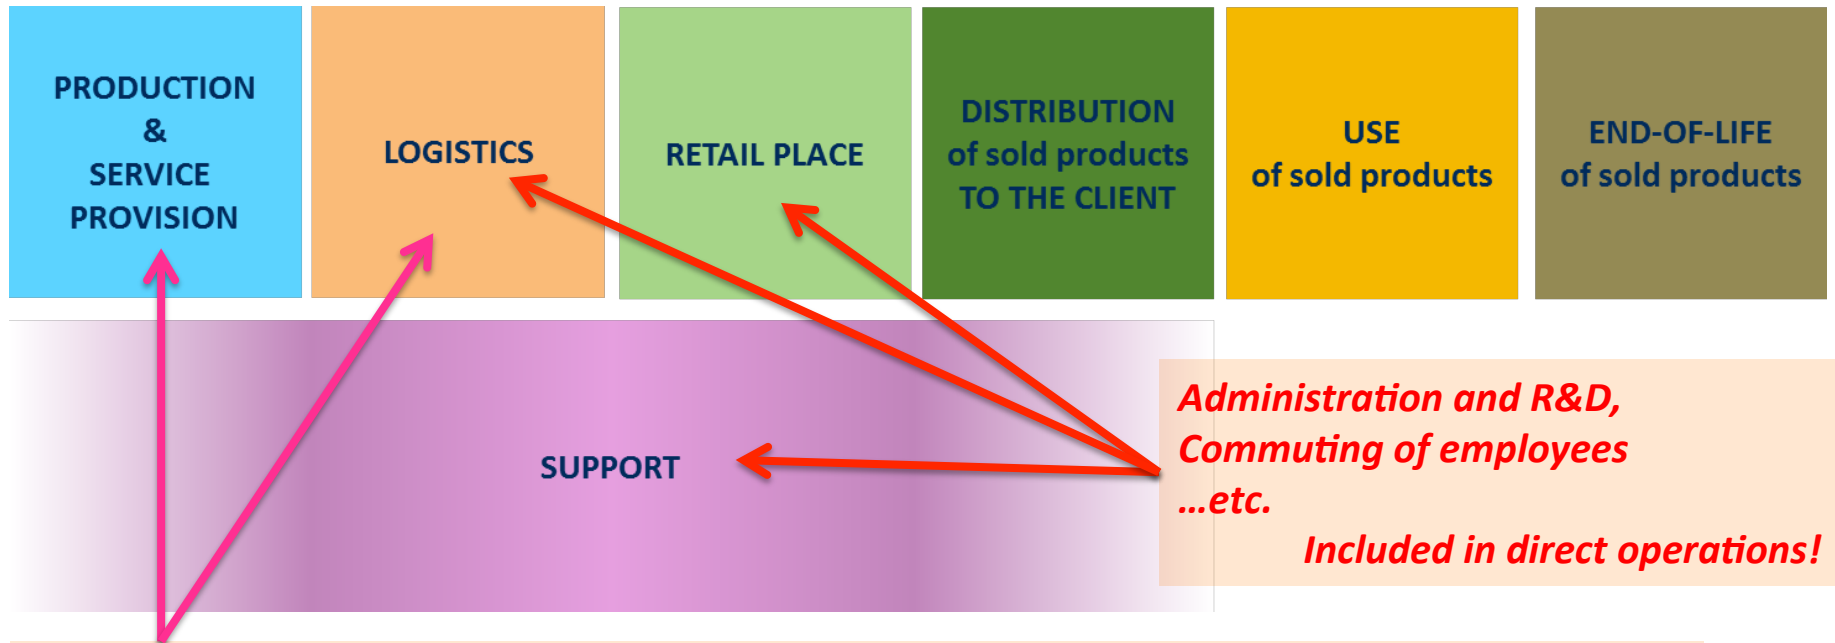 PRODUCTION
&
SERVICE
PROVISION
LOGISTICS
RETAIL PLACE
DISTRIBUTION
of sold products
TO THE CLIENT
USE
of sold products
END-OF-LIFE
of sold products
SUPPORT
Administration and R&D,
Commuting of employees
...etc.
Included in direct operations!